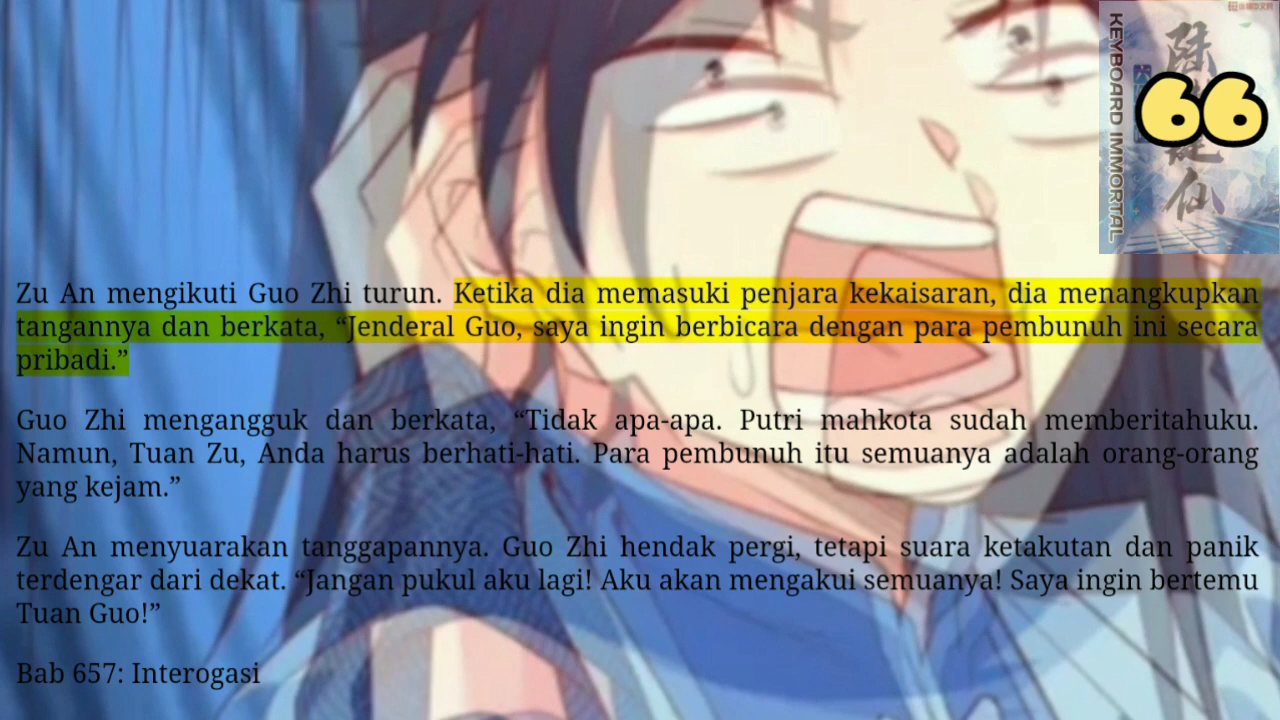 66
KEYBOARD IMMORTAL
仙
Zu An mengikuti Guo Zhi turun. Ketika dia memasuki penjara kekaisaran, dia menangkupkan
tangannya dan berkata, “Jenderal Guo, saya ingin berbicara dengan para pembunuh ini secara
pribadi.”
Guo Zhi mengangguk dan berkata, “Tidak apa-apa. Putri mahkota sudah memberitahuku.
Namun, Tuan Zu, Anda harus berhati-hati. Para pembunuh itu semuanya adalah orang-orang
yang kejam.”
Zu An menyuarakan tanggapannya. Guo Zhi hendak pergi, tetapi suara ketakutan dan panik
terdengar dari dekat. “Jangan pukul aku lagi! Aku akan mengakui semuanya! Saya ingin bertemu
Tuan Guo!”
Bab 657: Interogasi